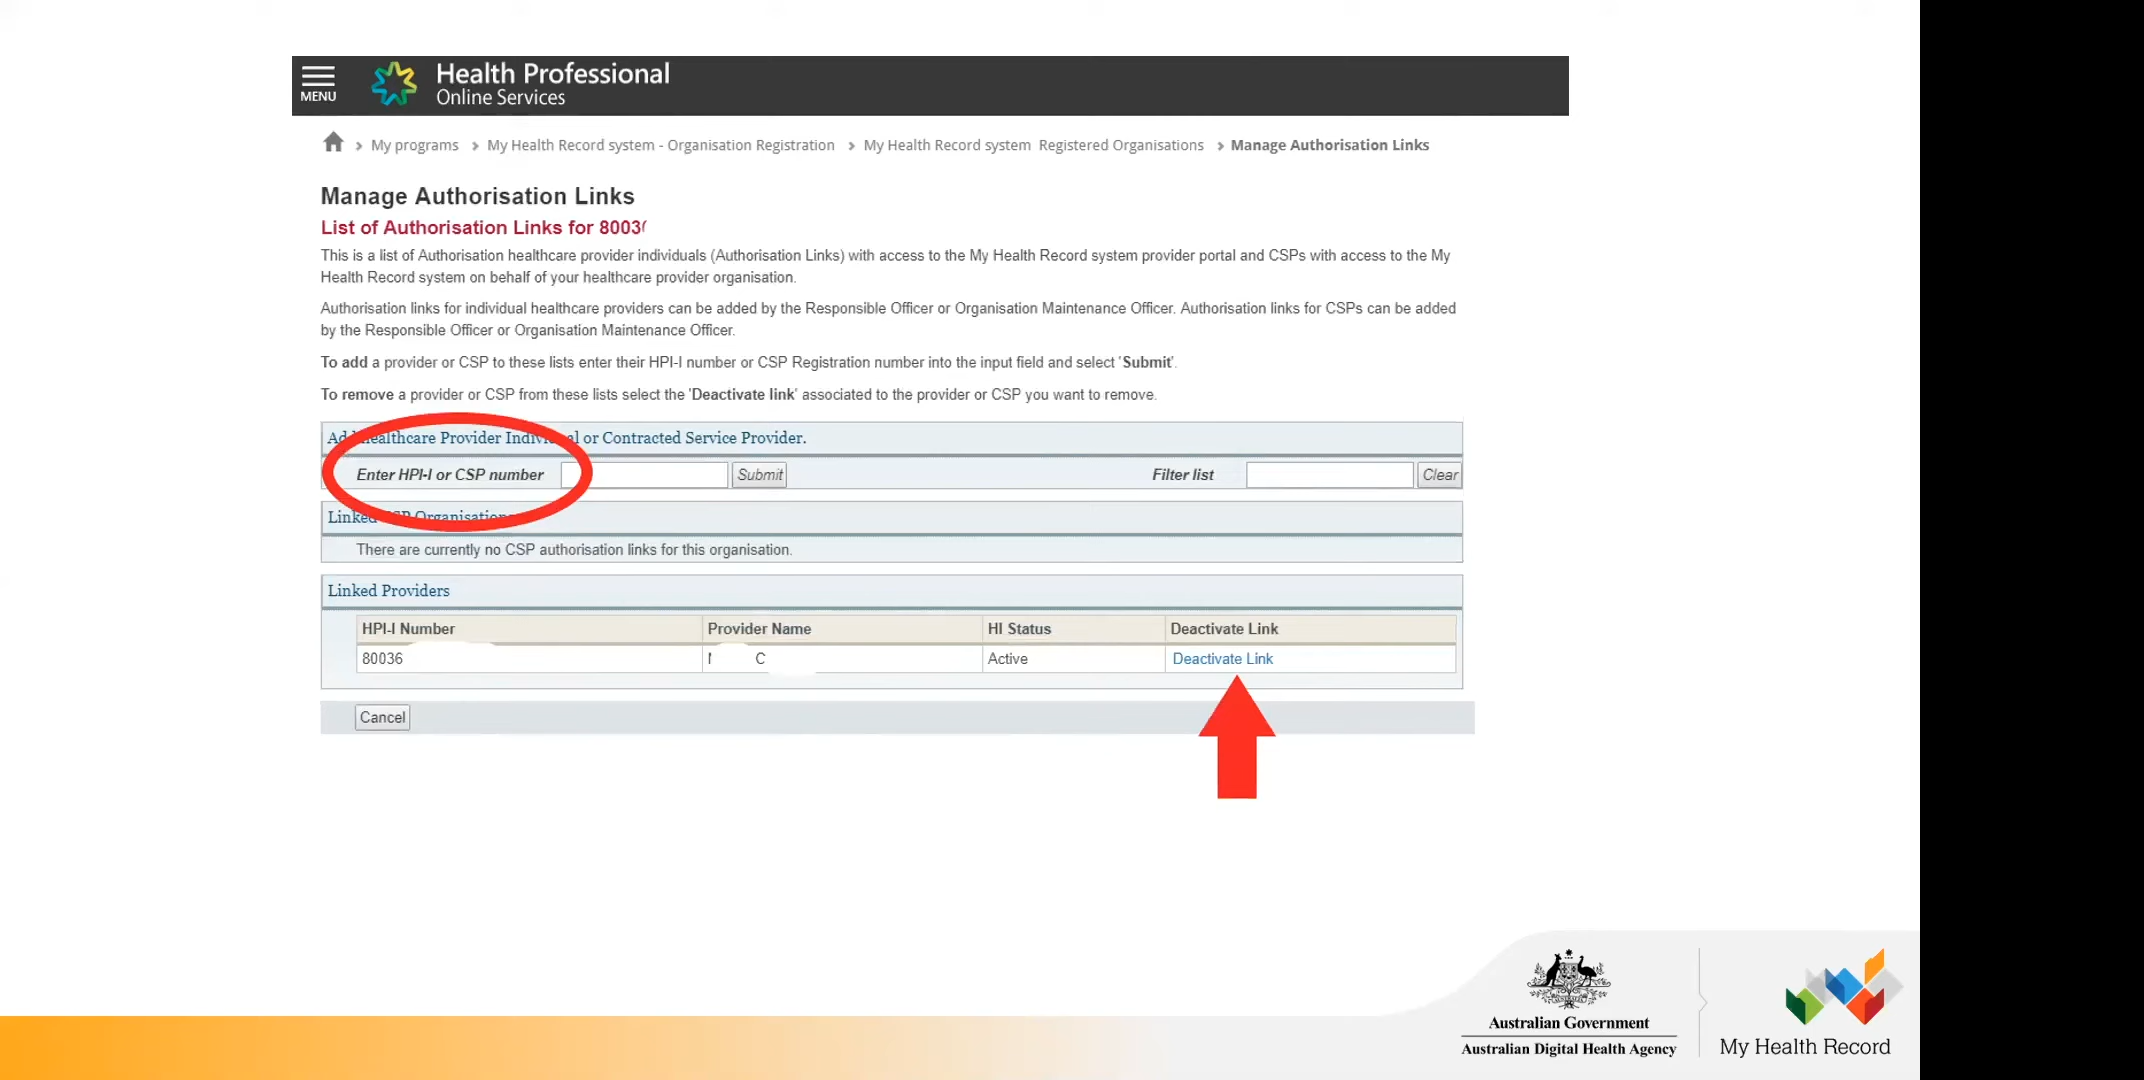 MENU
Health Professional
Online Services
My programs > My Health Record system - Organisation Registration > My Health Record system Registered Organisations > Manage Authorisation Links
Manage Authorisation Links
List of Authorisation Links for 8003
This is a list of Authorisation healthcare provider individuals (Authorisation Links) with access to the My Health Record system provider portal and CSPs with access to the My
Health Record system on behalf of your healthcare provider organisation.
Authorisation links for individual healthcare providers can be added by the Responsible Officer or Organisation Maintenance Officer. Authorisation links for CSPs can be added
by the Responsible Officer or Organisation Maintenance Officer.
To add a provider or CSP to these lists enter their HPI-I number or CSP Registration number into the input field and select 'Submit'.
To remove a provider or CSP from these lists select the 'Deactivate link' associated to the provider or CSP you want to remove.
Add Healthcare Provider Individual or Contracted Service Provider.
Enter HPI-I or CSP number Submit Filter list Clear
Linked CSP Organisations
There are currently no CSP authorisation links for this organisation.
Linked Providers
HPI-I Number Provider Name HI Status Deactivate Link
80036 C Active Deactivate Link
Cancel
Australian Government
Australian Digital Health Agency
My Health Record